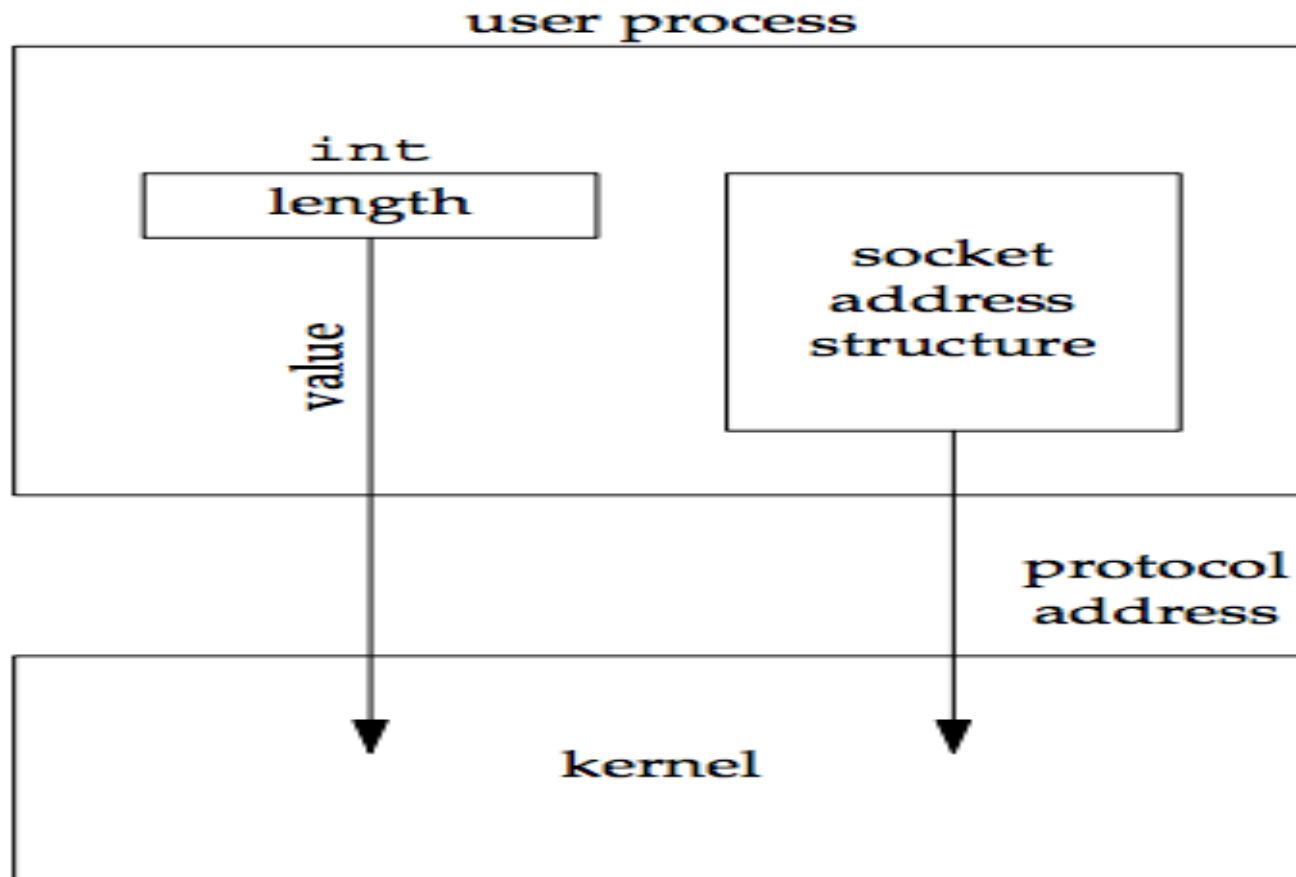 user process
int
length
value
socket
address
structure
protocol
address
kernel